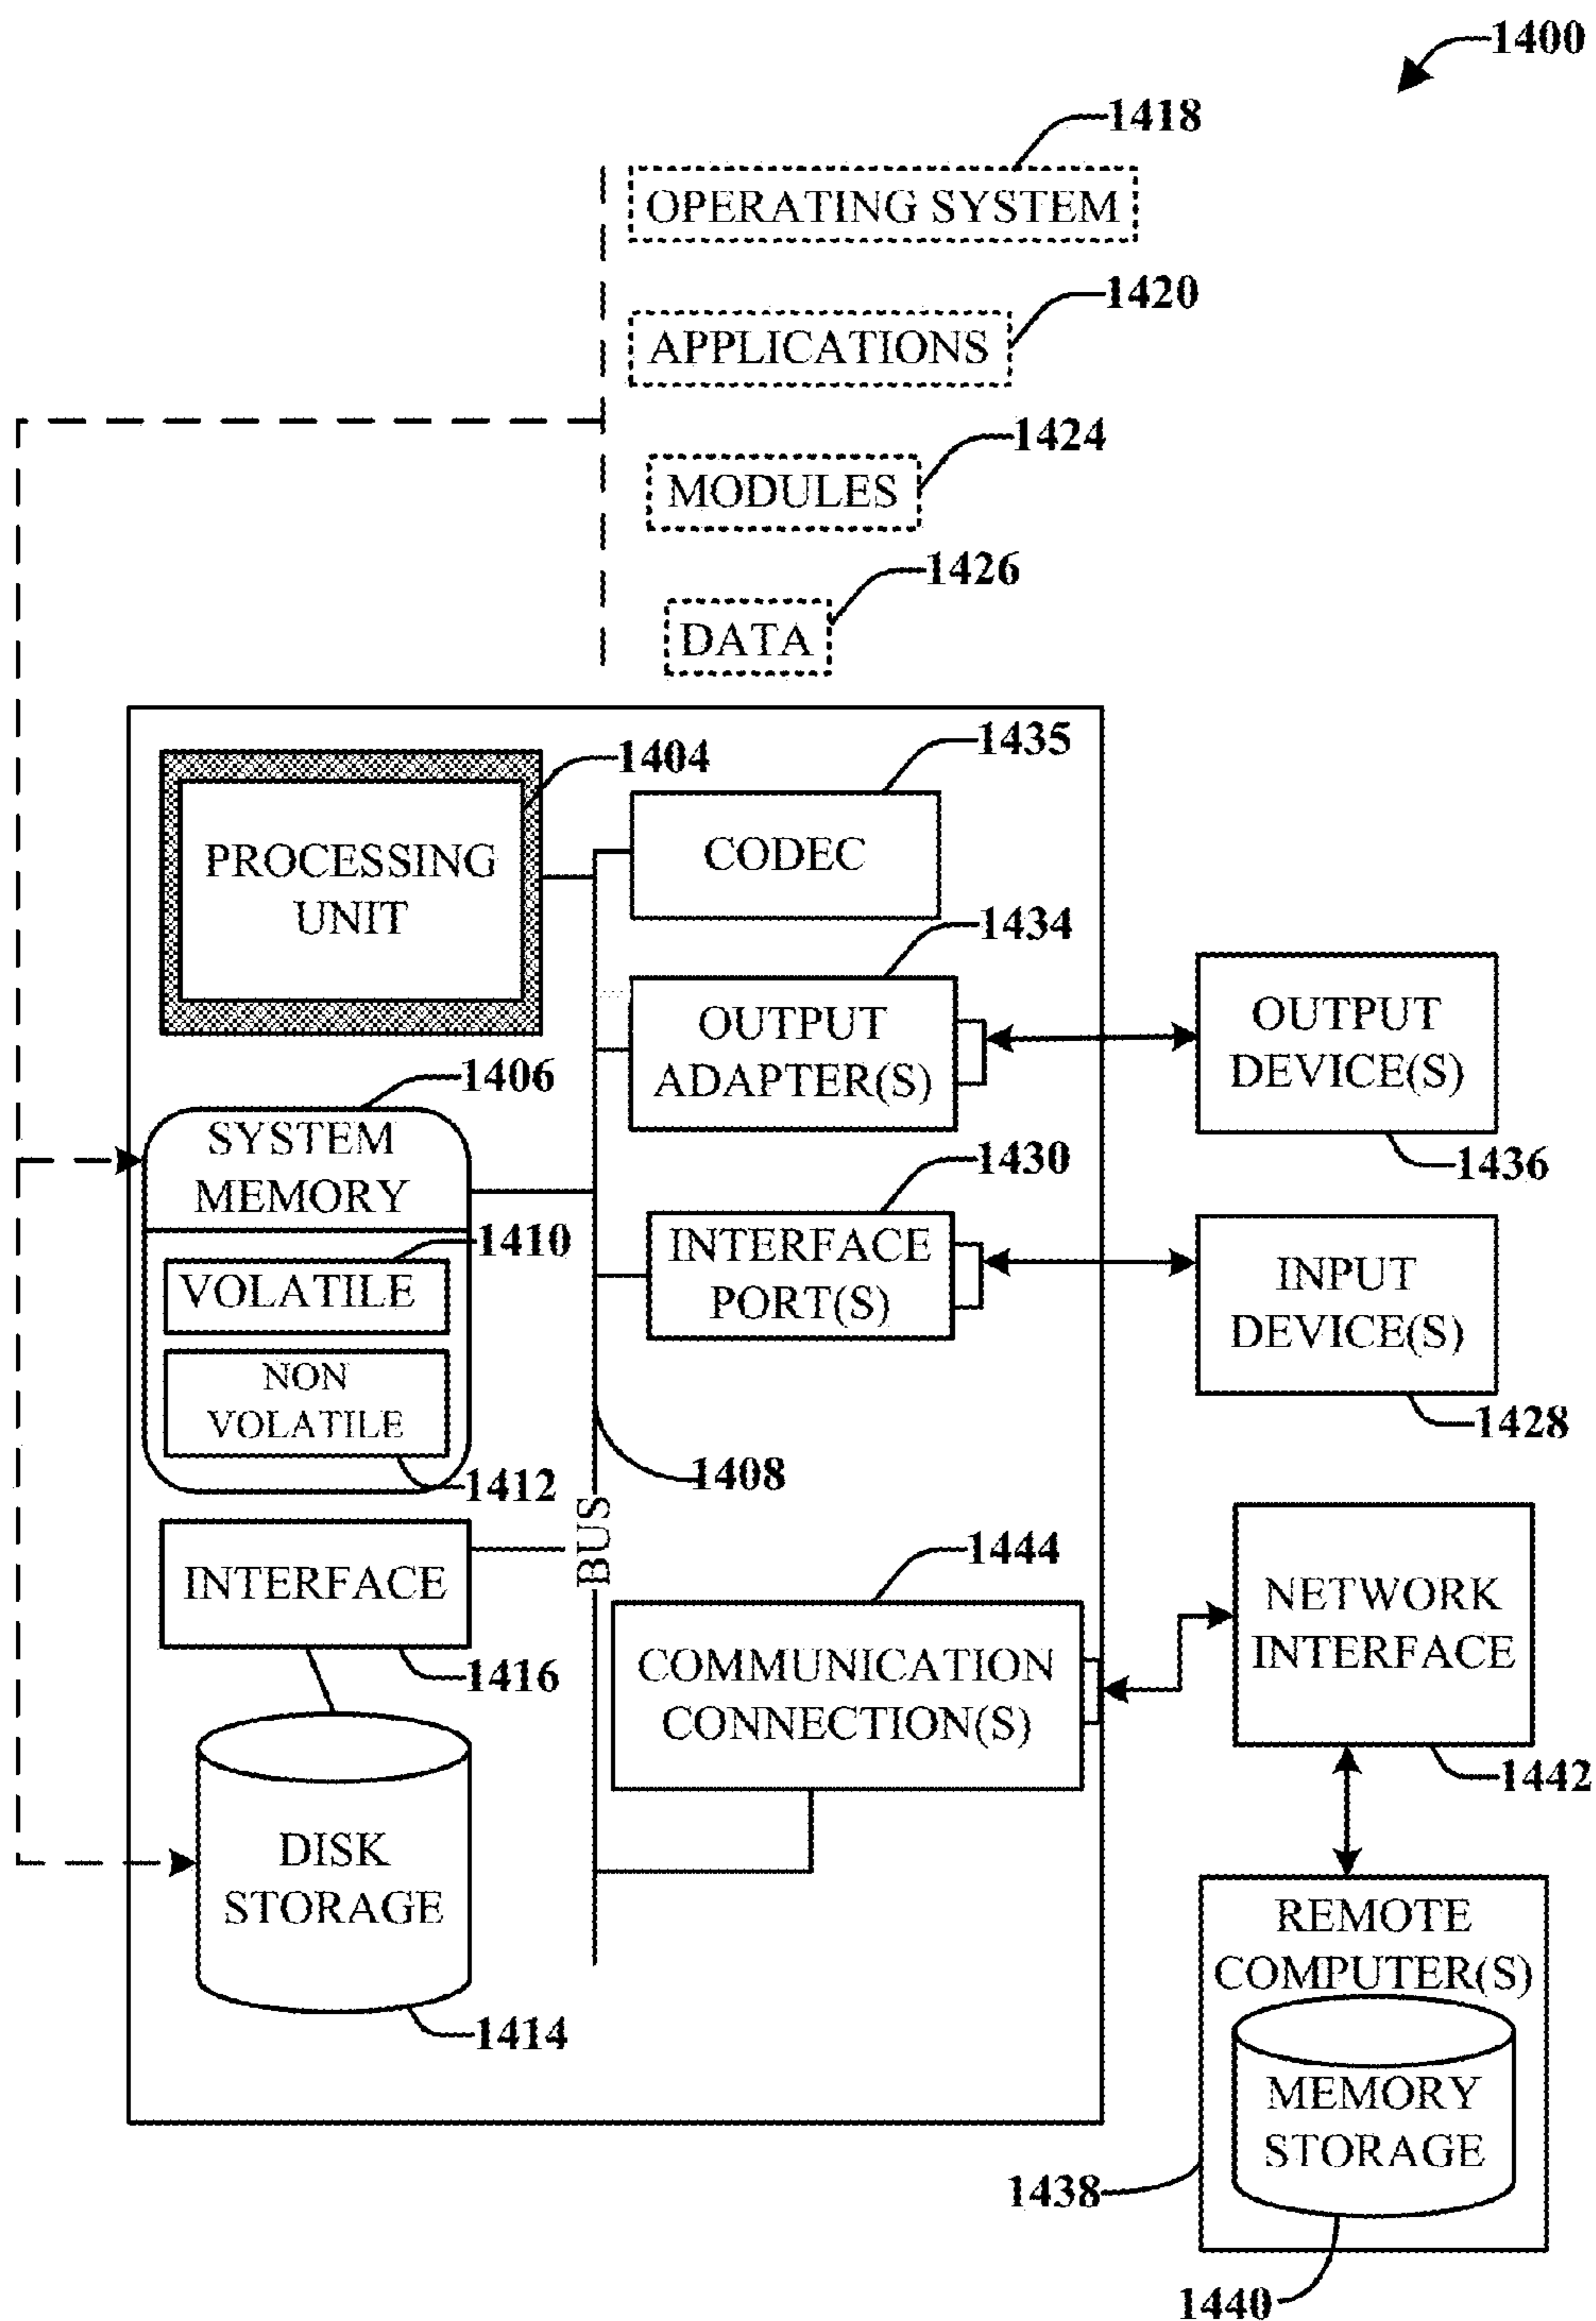 1400
1418
OPERATING SYSTEM
1420
APPLICATIONS
1424
MODULES
1426
DATA
1404
PROCESSING
UNIT
1435
CODEC
1434
OUTPUT
ADAPTER(S)
OUTPUT
DEVICE(S)
1436
1406
SYSTEM
MEMORY
1410
VOLATILE
NON
VOLATILE
1412
1430
INTERFACE
PORT(S)
INPUT
DEVICE(S)
1428
1408
BUS
INTERFACE
1416
1444
COMMUNICATION
CONNECTION(S)
NETWORK
INTERFACE
1442
DISK
STORAGE
1414
REMOTE
COMPUTER(S)
MEMORY
STORAGE
1438
1440